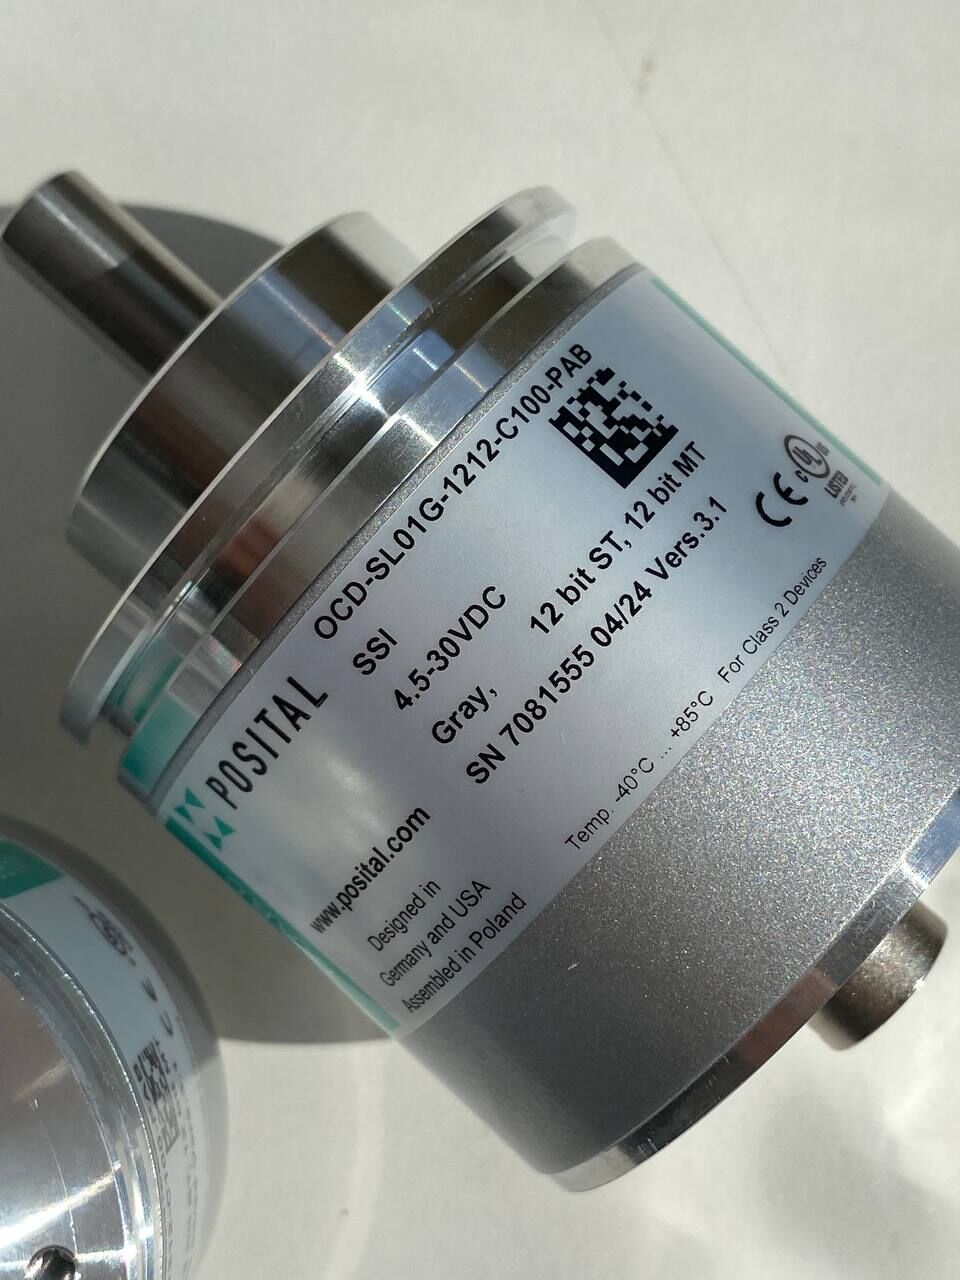 POSITAL
OCD-SL01G-1212-C100-PAB
SSI
4.5-30VDC
Gray, 12 bit ST, 12 bit MT
SN 7081555 04/24 Vers.3.1
www.posital.com
Designed in
Germany and USA
Assembled in Poland
Temp. -40°C ... +85°C For Class 2 Devices
CE
c UL US
LISTED